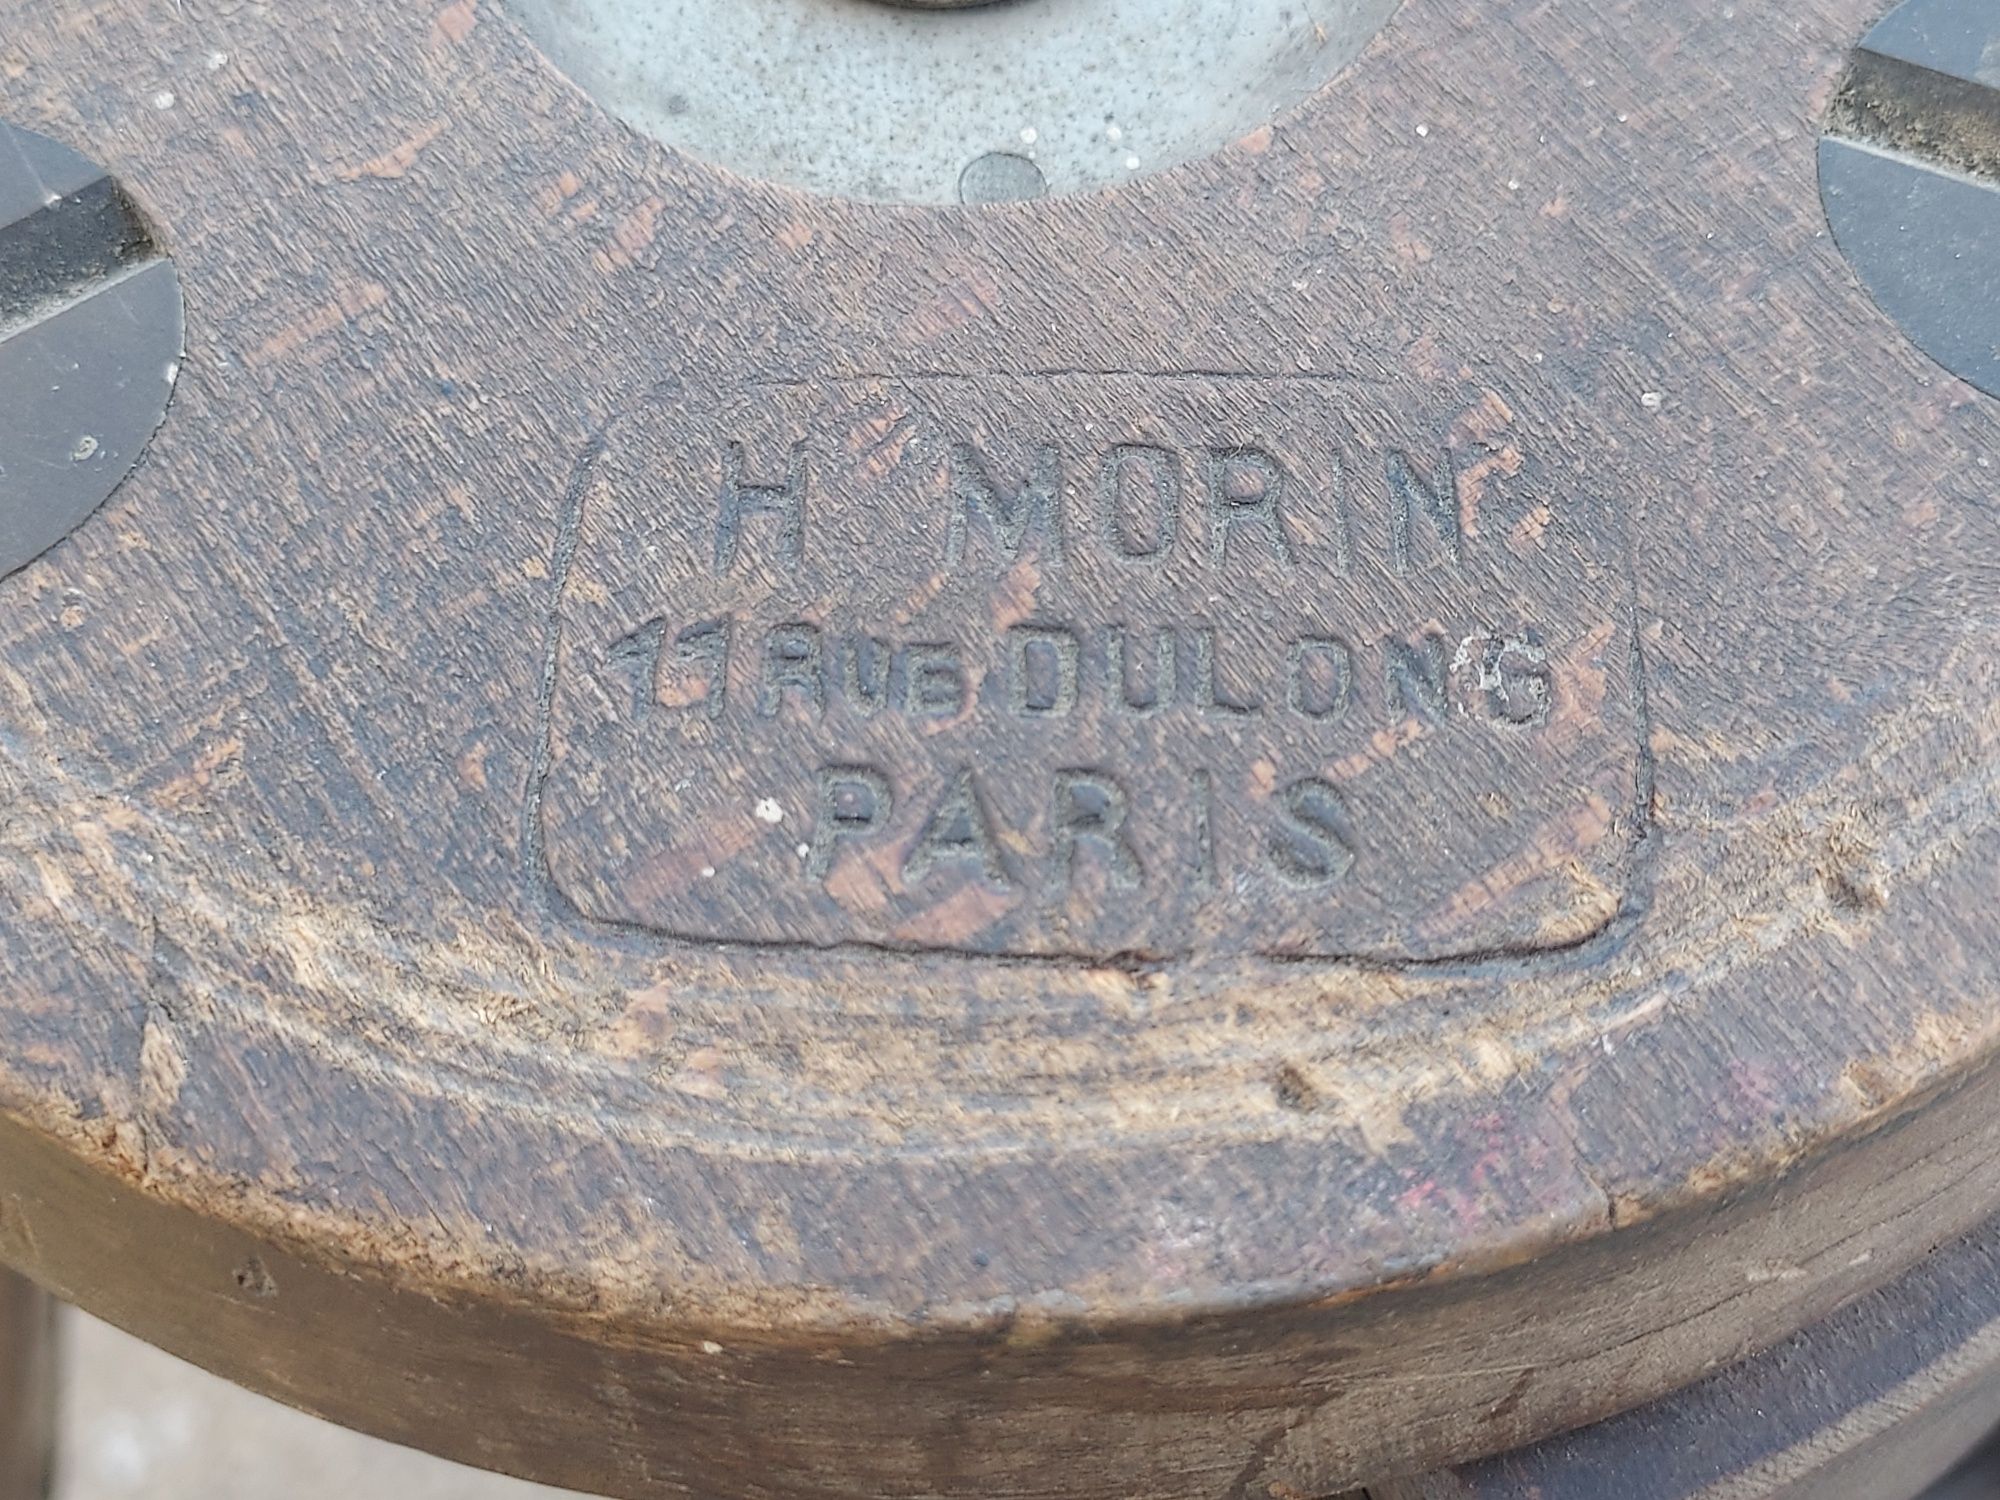 H MORIN
11 RUE DULONG
PARIS